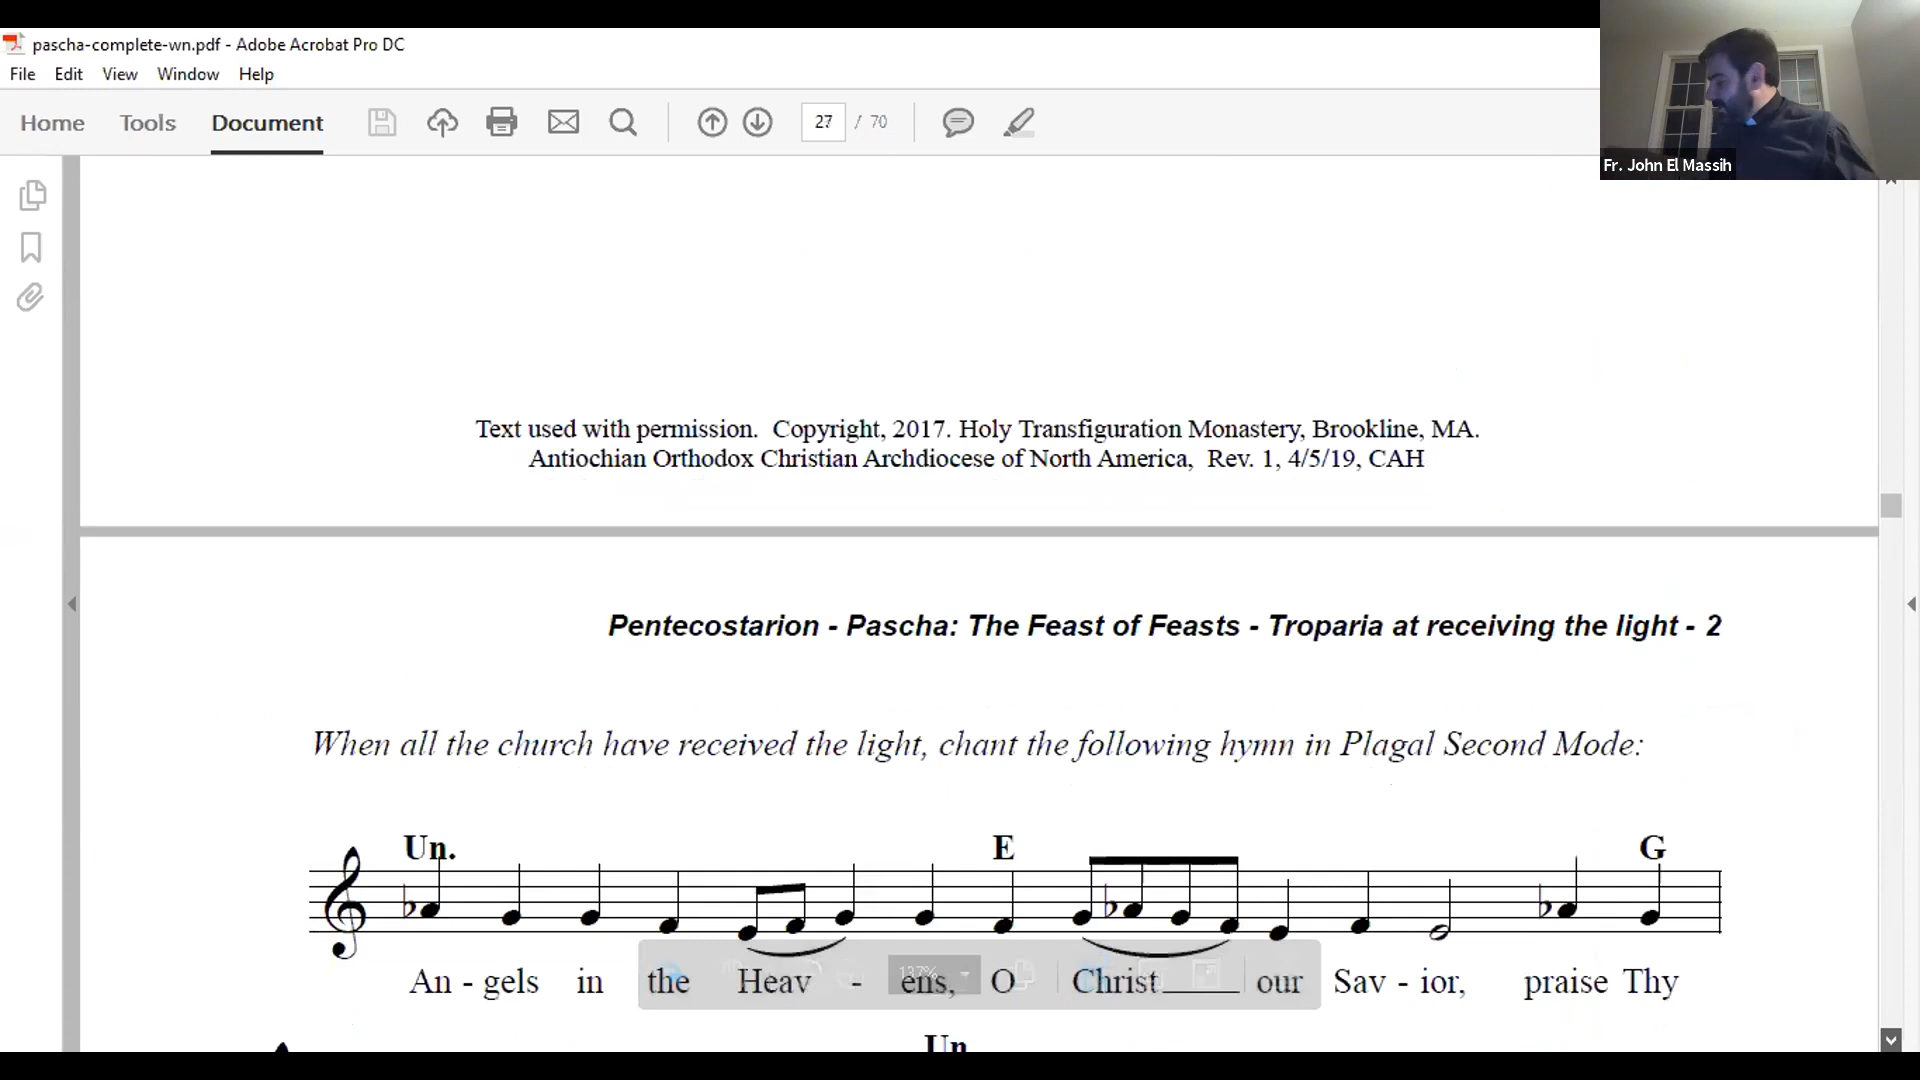 pascha-complete-wn.pdf - Adobe Acrobat Pro DC
File Edit View Window Help
Home Tools Document 27 / 70
Fr. John El Massih
Text used with permission. Copyright, 2017. Holy Transfiguration Monastery, Brookline, MA.
Antiochian Orthodox Christian Archdiocese of North America, Rev. 1, 4/5/19, CAH
Pentecostarion - Pascha: The Feast of Feasts - Troparia at receiving the light - 2
When all the church have received the light, chant the following hymn in Plagal Second Mode:
Un. E G
An - gels in the Heav - ens, O Christ____ our Sav - ior, praise Thy
137%
Un.